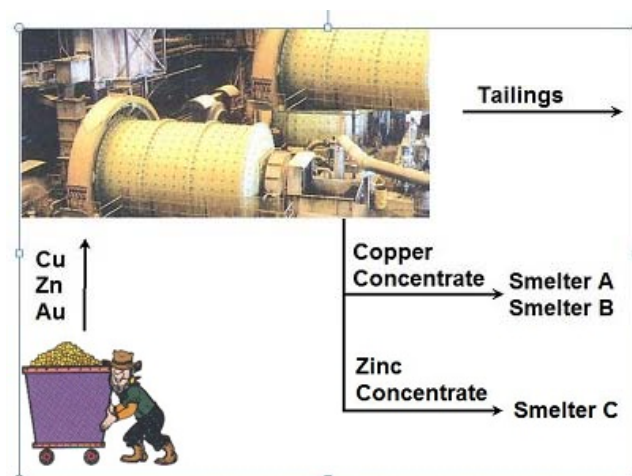 Tailings
Cu
Zn
Au
Copper
Concentrate
Smelter A
Smelter B
Zinc
Concentrate
Smelter C